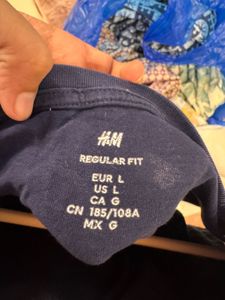 H&M
REGULAR FIT
EUR L
US L
CA G
CN 185/108A
MX G